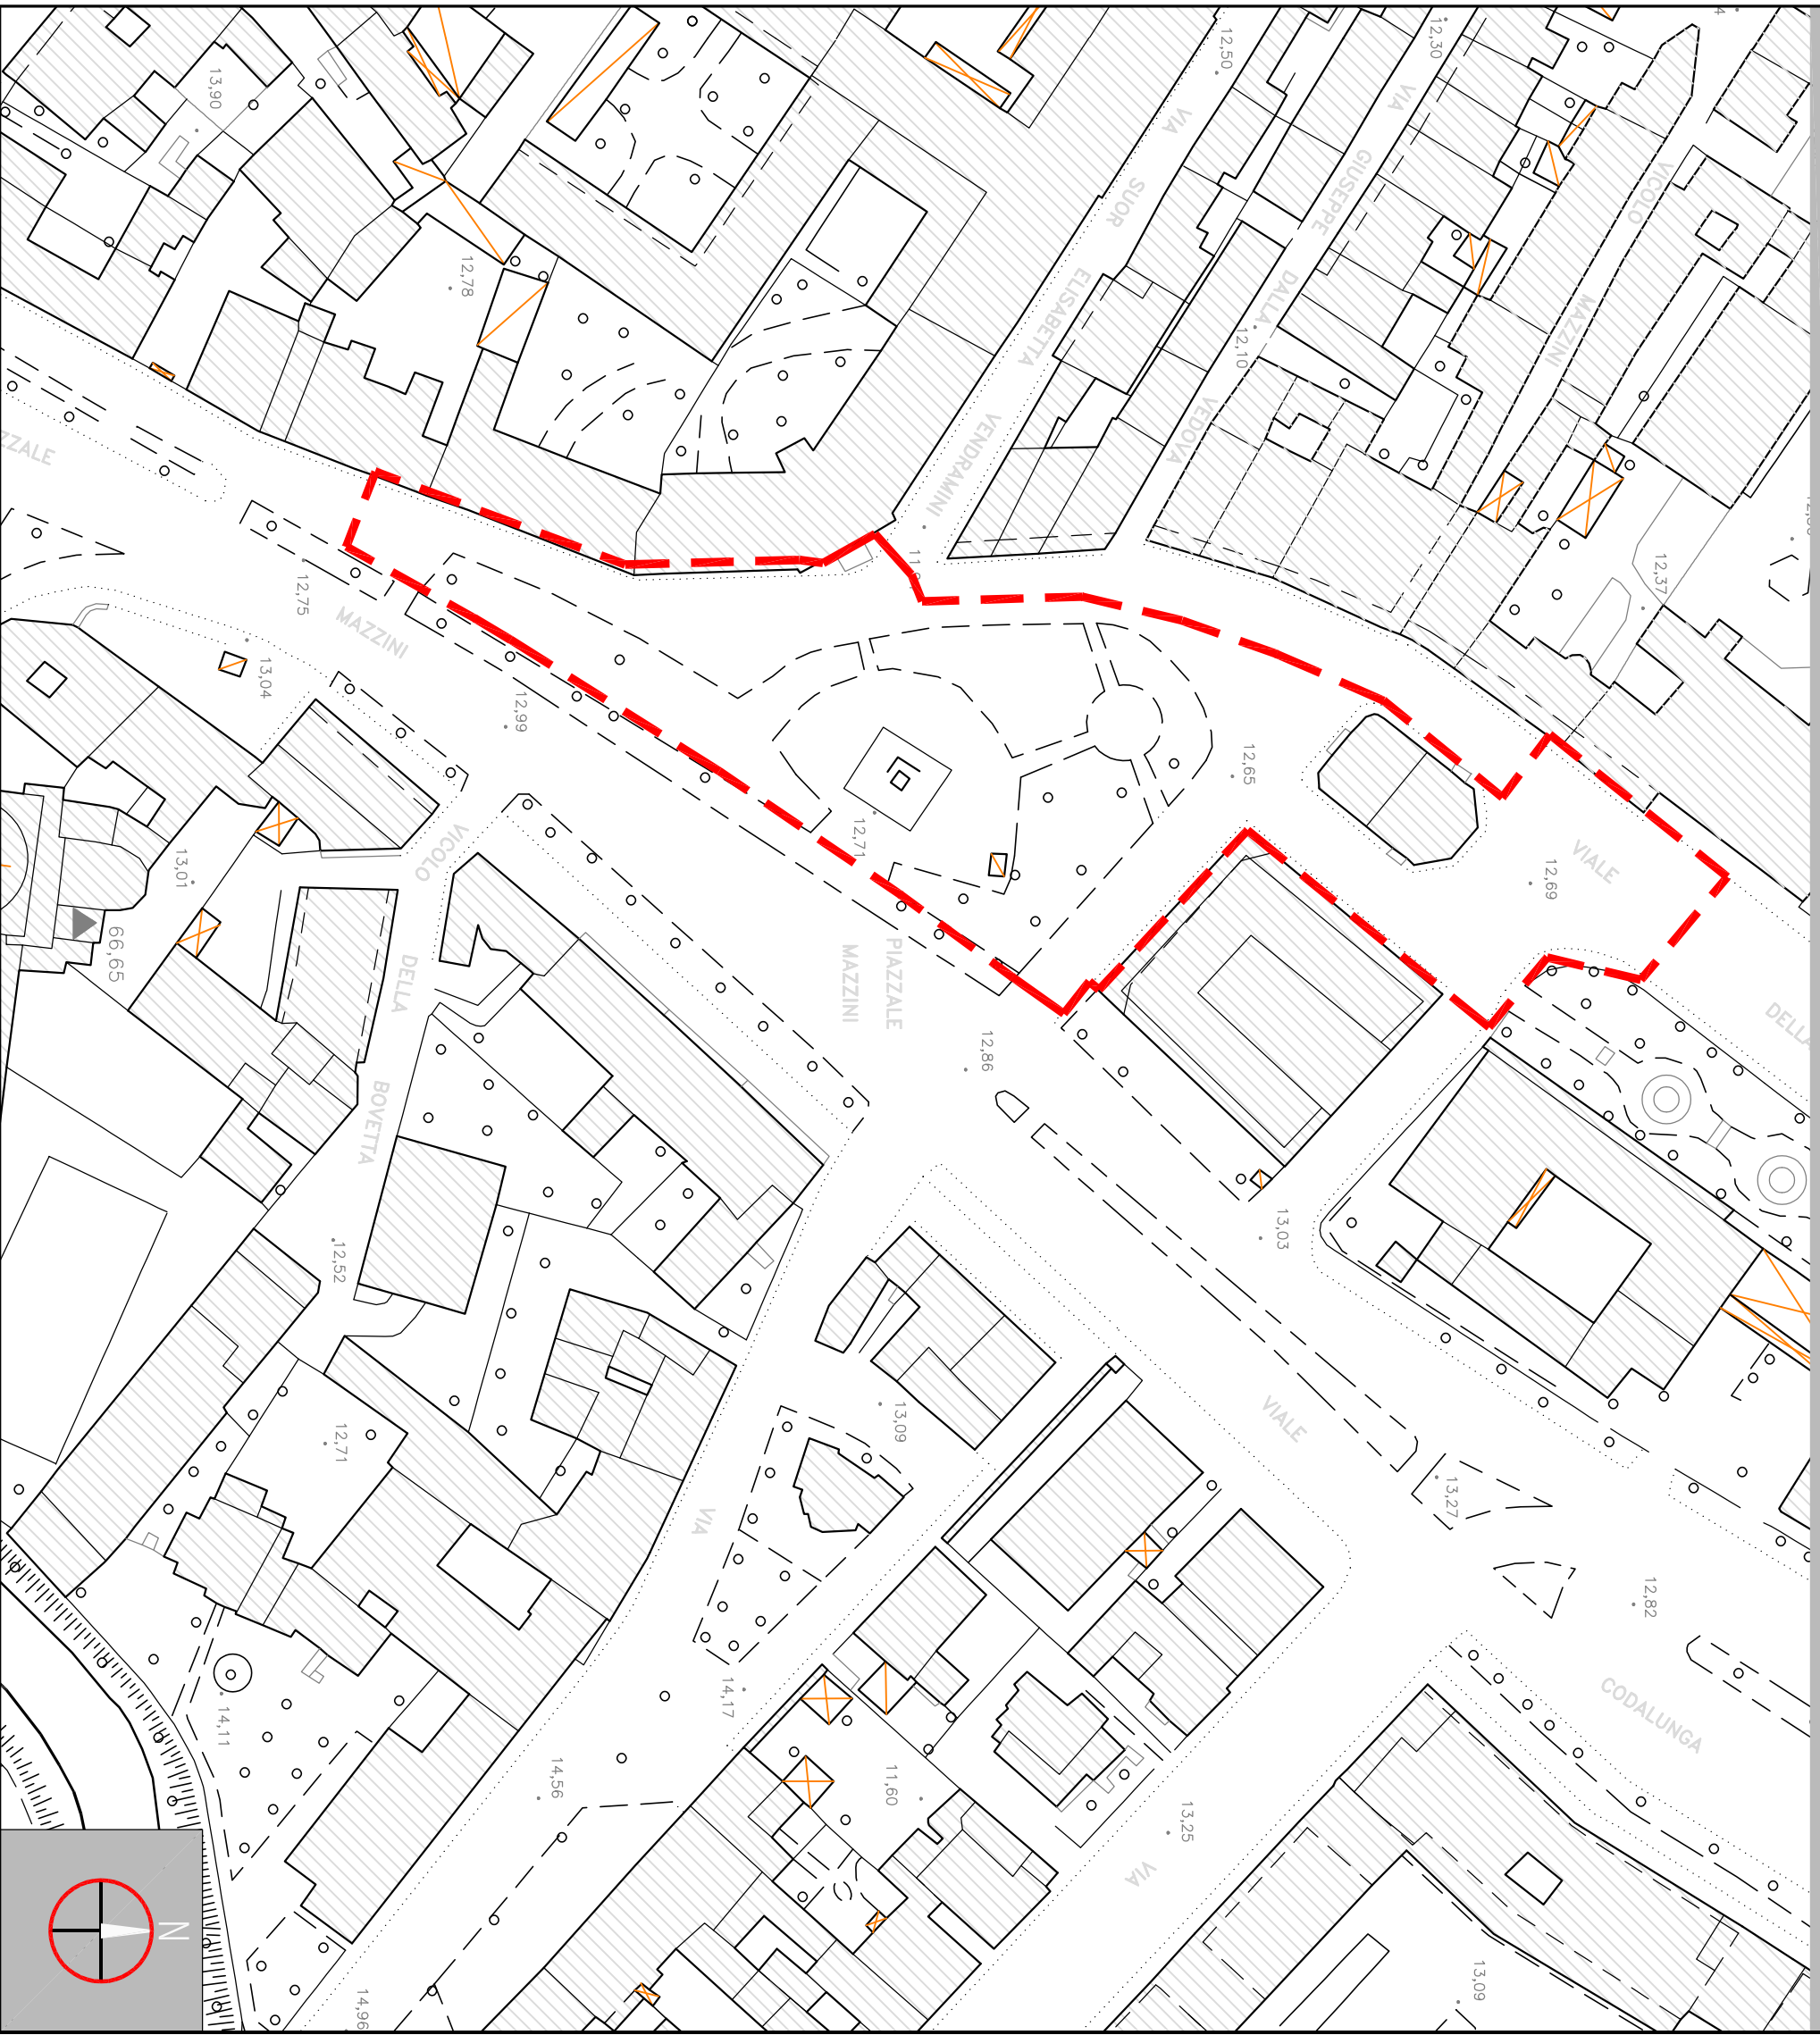 12,50
12,30
13,90
VIA
SUOR
ELISABETTA
VENDRAMIN
VIA
GIUSEPPE
DALLA
VEDOVA
VICOLO
MAZZINI
12,78
12,10
12,37
12,75
MAZZINI
13,04
12,99
12,65
12,71
VIALE
12,69
VICOLO
DELLA
BOVETTA
13,01
66,65
PIAZZALE
MAZZINI
12,86
13,03
12,52
12,71
13,09
VIALE
13,27
12,82
CODALUNGA
VIA
14,17
14,11
14,56
11,60
13,25
VIA
13,09
14,96
N